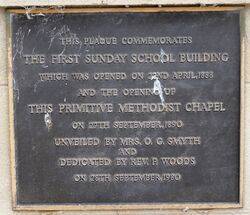 THIS PLAQUE COMMEMORATES
THE FIRST SUNDAY SCHOOL BUILDING
WHICH WAS OPENED ON 22ND APRIL, 1888
AND THE OPENING OF
THIS PRIMITIVE METHODIST CHAPEL
ON 27TH SEPTEMBER, 1890
UNVEILED BY MRS. O. G. SMYTH
AND
DEDICATED BY REV. P. WOODS
ON 28TH SEPTEMBER, 1980